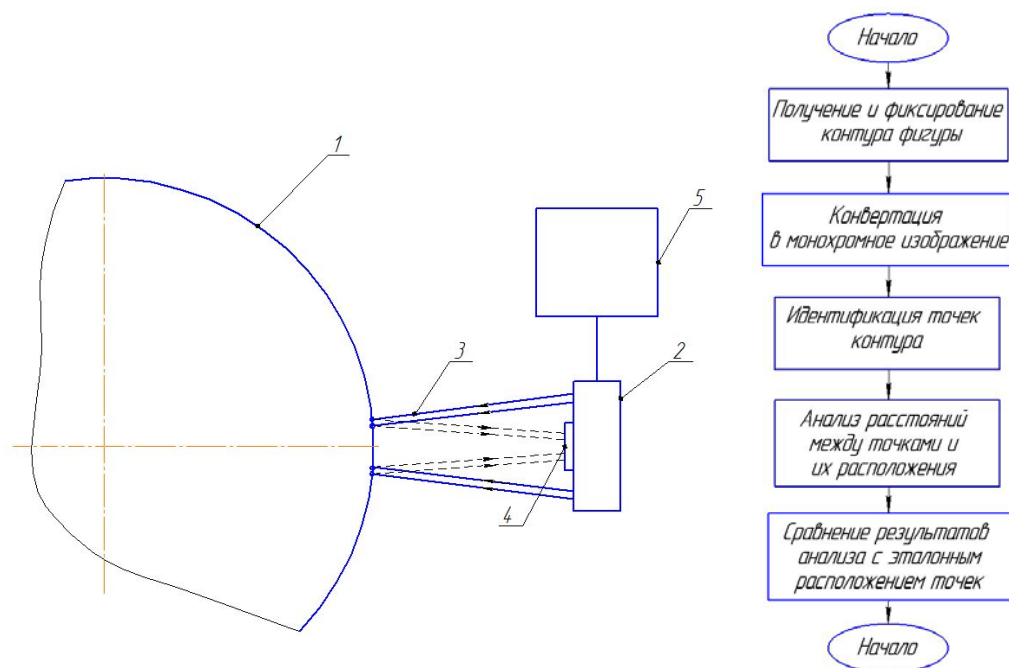 1
5
3
2
4
Начало
Получение и фиксирование
контура фигуры
Конвертация
в монохромное изображение
Идентификация точек
контура
Анализ расстояний
между точками и
их расположения
Сравнение результатов
анализа с эталонным
расположением точек
Начало